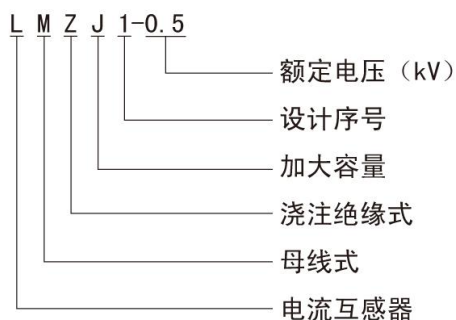 L M Z J 1-0.5
额定电压（kV）
设计序号
加大容量
浇注绝缘式
母线式
电流互感器